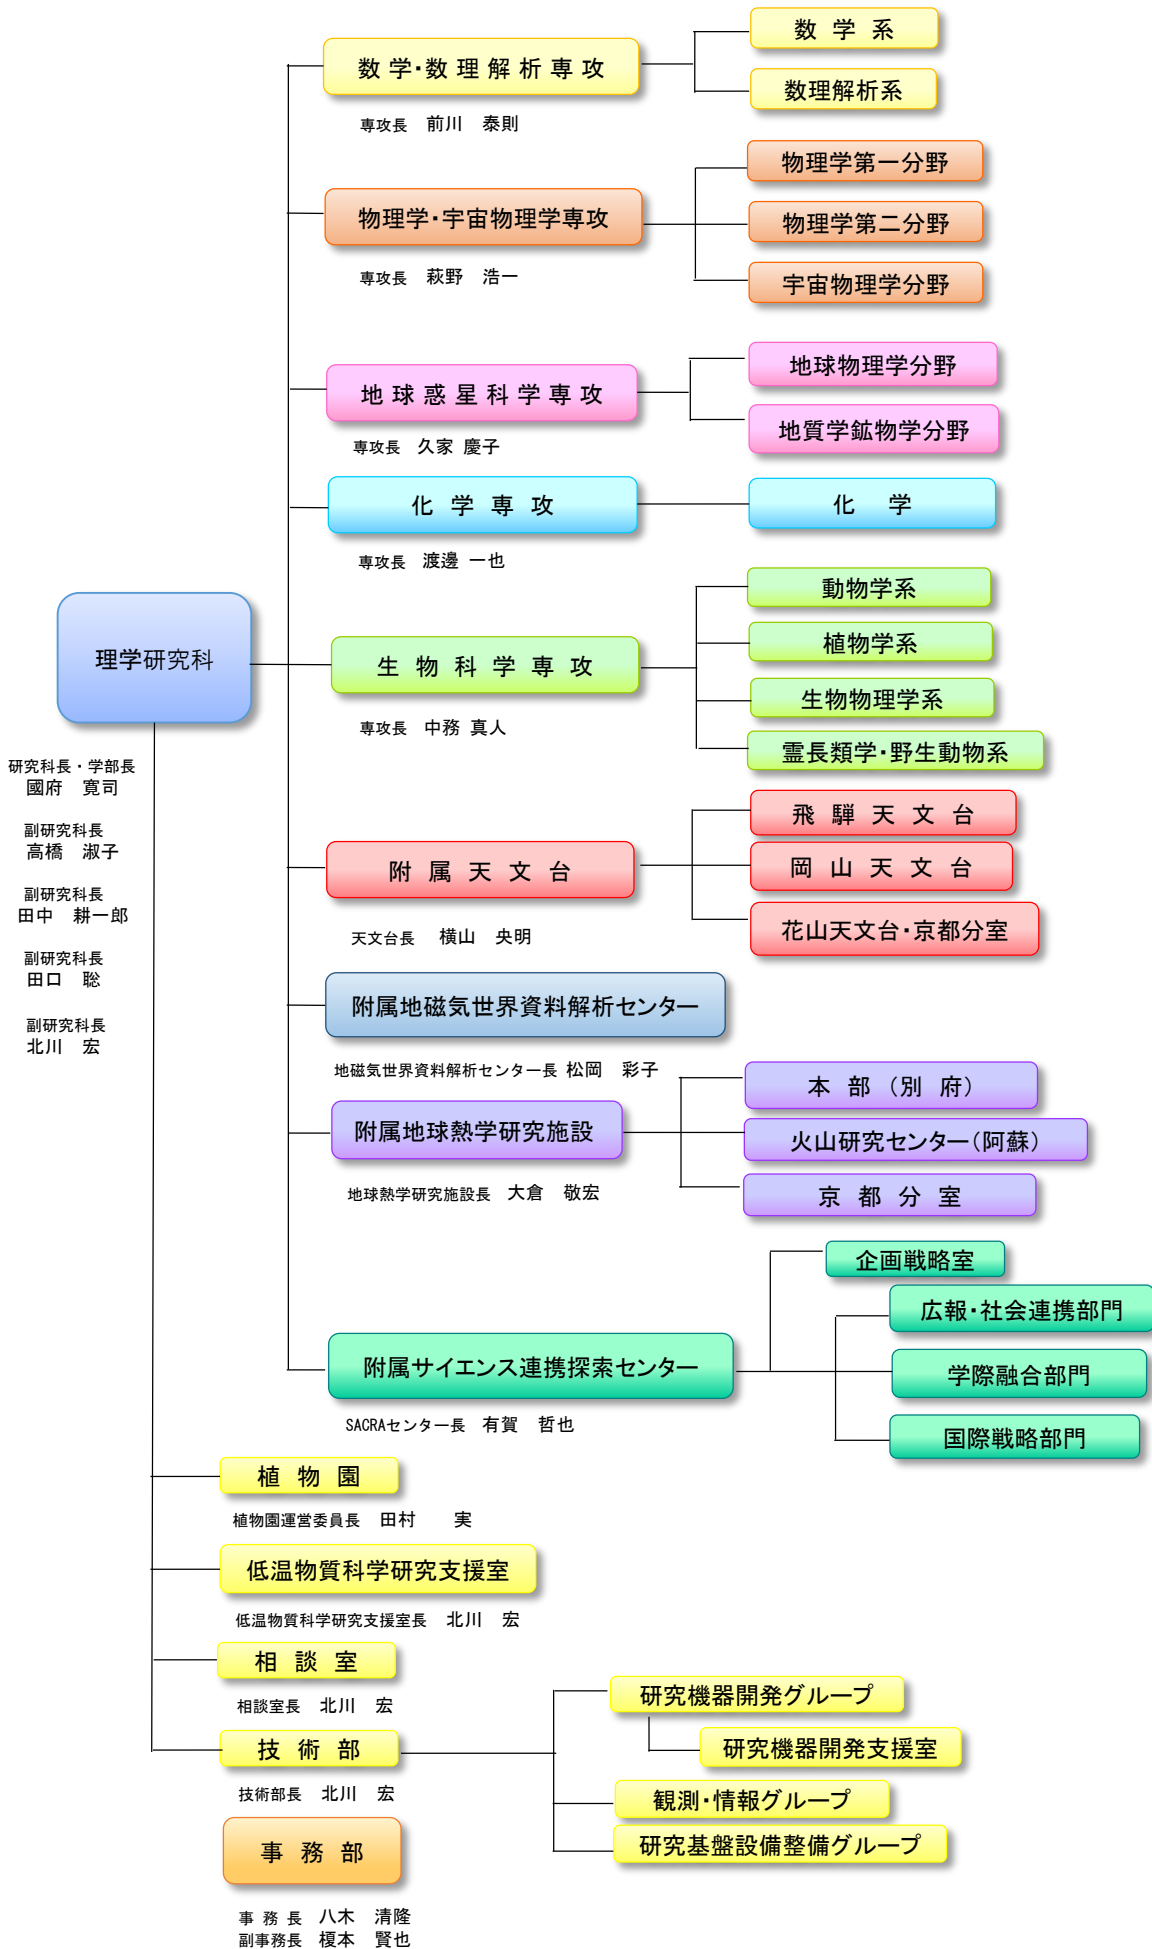 数学系
数学・数理解析専攻
数理解析系
専攻長 前川 泰則
物理学第一分野
物理学・宇宙物理学専攻
物理学第二分野
専攻長 萩野 浩一
宇宙物理学分野
地球物理学分野
地球惑星科学専攻
地質学鉱物学分野
専攻長 久家 慶子
化学専攻
化 学
専攻長 渡邊 一也
動物学系
植物学系
理学研究科
生物科学専攻
生物物理学系
専攻長 中務 真人
霊長類学・野生動物系
研究科長・学部長
國府 寛司
副研究科長
高橋 淑子
副研究科長
田中 耕一郎
副研究科長
田口 聡
副研究科長
北川 宏
飛騨天文台
附属天文台
岡山天文台
花山天文台・京都分室
天文台長 横山 央明
附属地磁気世界資料解析センター
地磁気世界資料解析センター長 松岡 彩子
本部(別府)
附属地球熱学研究施設
火山研究センター(阿蘇)
地球熱学研究施設長 大倉 敬宏
京都分室
企画戦略室
広報・社会連携部門
附属サイエンス連携探索センター
学際融合部門
SACRAセンター長 有賀 哲也
国際戦略部門
植物園
植物園運営委員長 田村 実
低温物質科学研究支援室
低温物質科学研究支援室長 北川 宏
相談室
相談室長 北川 宏
研究機器開発グループ
技術部
研究機器開発支援室
技術部長 北川 宏
観測・情報グループ
研究基盤設備整備グループ
事務部
事務長 八木 清隆
副事務長 榎本 賢也